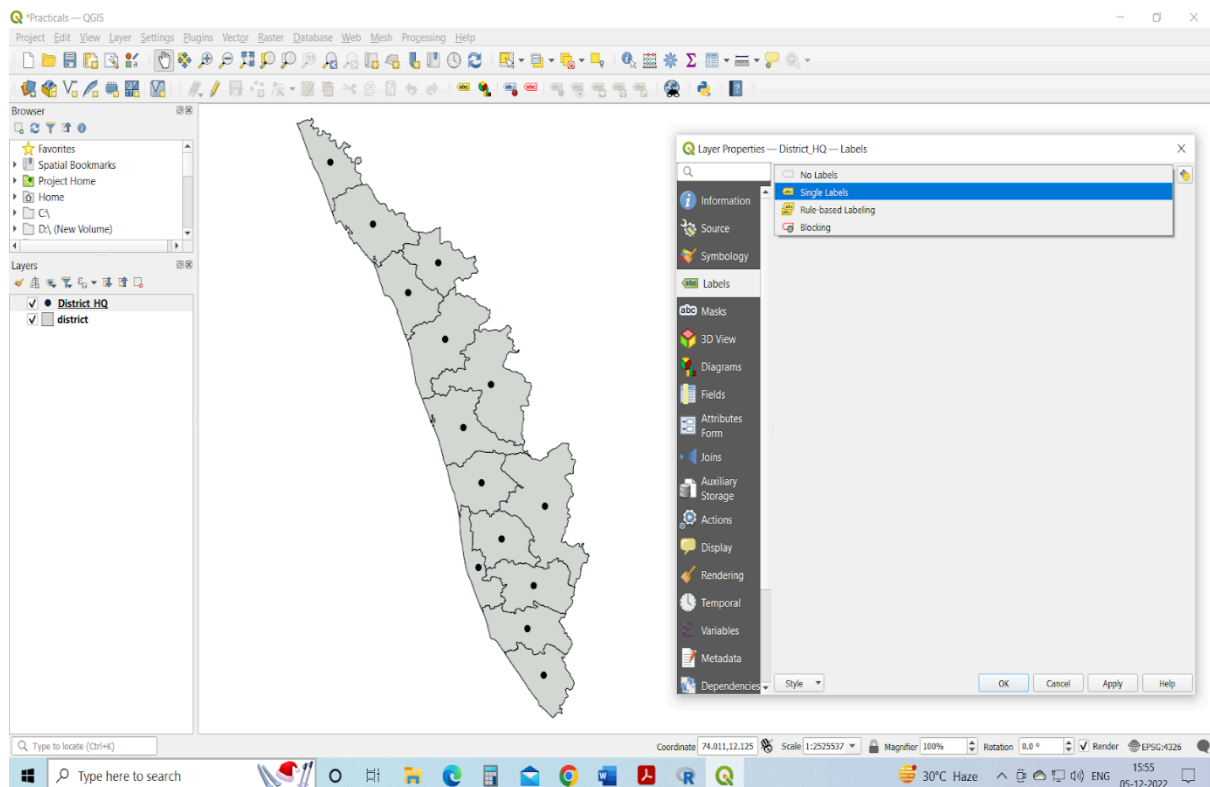 *Practicals — QGIS
Project Edit View Layer Settings Plugins Vector Raster Database Web Mesh Processing Help
Browser
Favorites
Spatial Bookmarks
Project Home
Home
C:\
D:\ (New Volume)
Layers
District HQ
district
Layer Properties — District_HQ — Labels
Information
Source
Symbology
abc Labels
abc Masks
3D View
Diagrams
Fields
Attributes
Form
Joins
Auxiliary
Storage
Actions
Display
Rendering
Temporal
Variables
Metadata
Dependencies
No Labels
Single Labels
Rule-based Labeling
Blocking
Style
OK Cancel Apply Help
Type to locate (Ctrl+K)
Coordinate 74.011,12.125 Scale 1:2525537 Magnifier 100% Rotation 0.0 ° Render EPSG:4326
Type here to search
30°C Haze ENG 15:55
05-12-2022